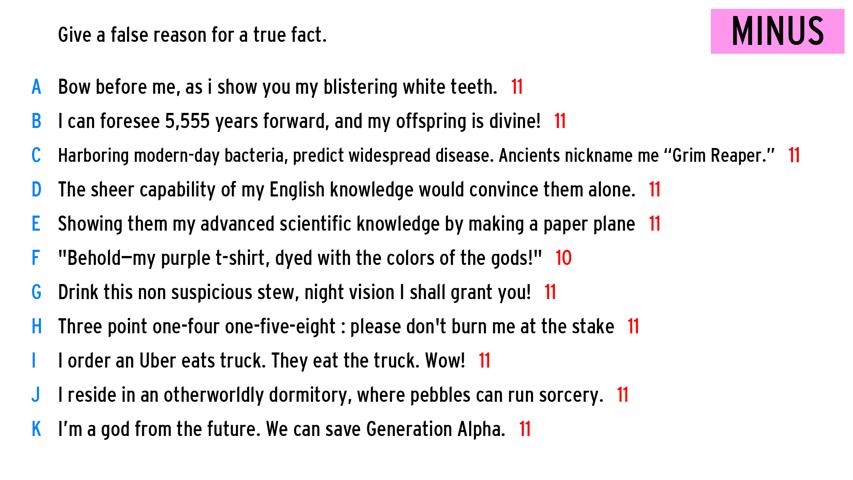 Give a false reason for a true fact.
MINUS
A Bow before me, as i show you my blistering white teeth. 11
B I can foresee 5,555 years forward, and my offspring is divine! 11
C Harboring modern-day bacteria, predict widespread disease. Ancients nickname me “Grim Reaper.” 11
D The sheer capability of my English knowledge would convince them alone. 11
E Showing them my advanced scientific knowledge by making a paper plane 11
F "Behold—my purple t-shirt, dyed with the colors of the gods!" 10
G Drink this non suspicious stew, night vision I shall grant you! 11
H Three point one-four one-five-eight : please don't burn me at the stake 11
I I order an Uber eats truck. They eat the truck. Wow! 11
J I reside in an otherworldly dormitory, where pebbles can run sorcery. 11
K I’m a god from the future. We can save Generation Alpha. 11